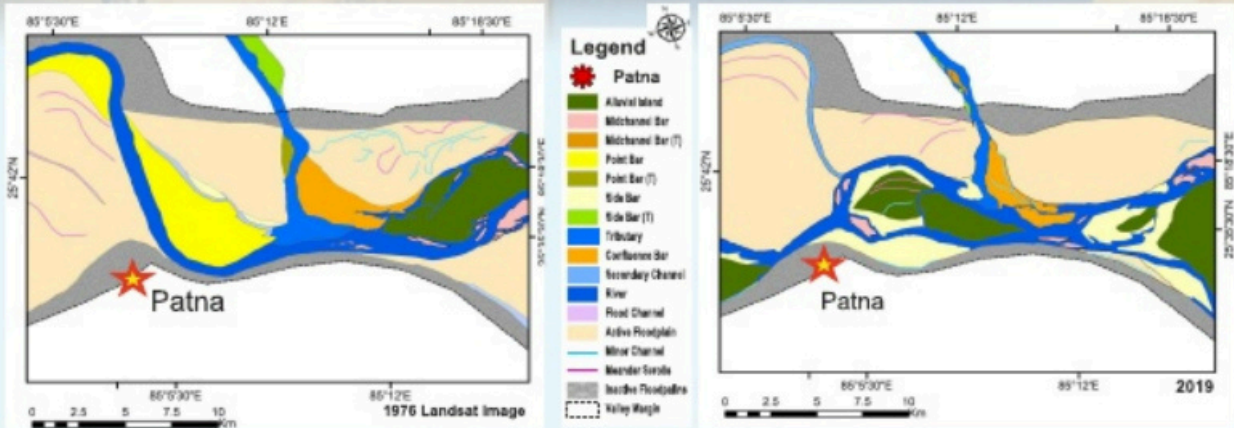 85°5'30"E 85°12'E 85°16'30"E
25°42'N
Patna
85°5'30"E 85°12'E
1976 Landsat Image
0 2.5 5 7.5 10
Km
Legend
Patna
Alluvial Island
Midchannel Bar
Midchannel Bar (T)
Point Bar
Point Bar (T)
Side Bar
Side Bar (T)
Tributary
Confluence Bar
Secondary Channel
River
Flood Channel
Active Floodplain
Minor Channel
Meander Scrolls
Inactive Floodplains
Valley Margin
85°5'30"E 85°12'E 85°16'30"E
25°42'N
Patna
85°5'30"E 85°12'E
2019
0 2.5 5 7.5 10
Km